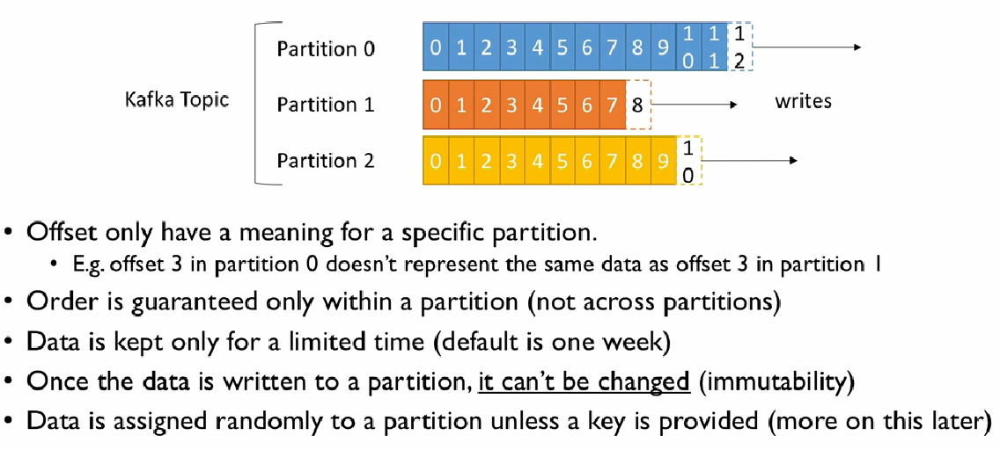 Partition 0 0 1 2 3 4 5 6 7 8 9 10 11 12
Kafka Topic Partition 1 0 1 2 3 4 5 6 7 8 writes
Partition 2 0 1 2 3 4 5 6 7 8 9 10
• Offset only have a meaning for a specific partition.
• E.g. offset 3 in partition 0 doesn't represent the same data as offset 3 in partition 1
• Order is guaranteed only within a partition (not across partitions)
• Data is kept only for a limited time (default is one week)
• Once the data is written to a partition, it can't be changed (immutability)
• Data is assigned randomly to a partition unless a key is provided (more on this later)